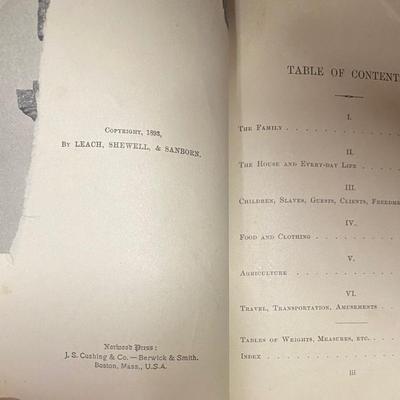 Copyright, 1893,
By LEACH, SHEWELL, & SANBORN.
Norwood Press:
J. S. Cushing & Co. — Berwick & Smith.
Boston, Mass., U.S.A.
TABLE OF CONTENT
I.
The Family
II.
The House and Every-day Life
III.
Children, Slaves, Guests, Clients, Freedme
IV.
Food and Clothing
V.
Agriculture
VI.
Travel, Transportation, Amusements
Tables of Weights, Measures, etc.
Index
iii